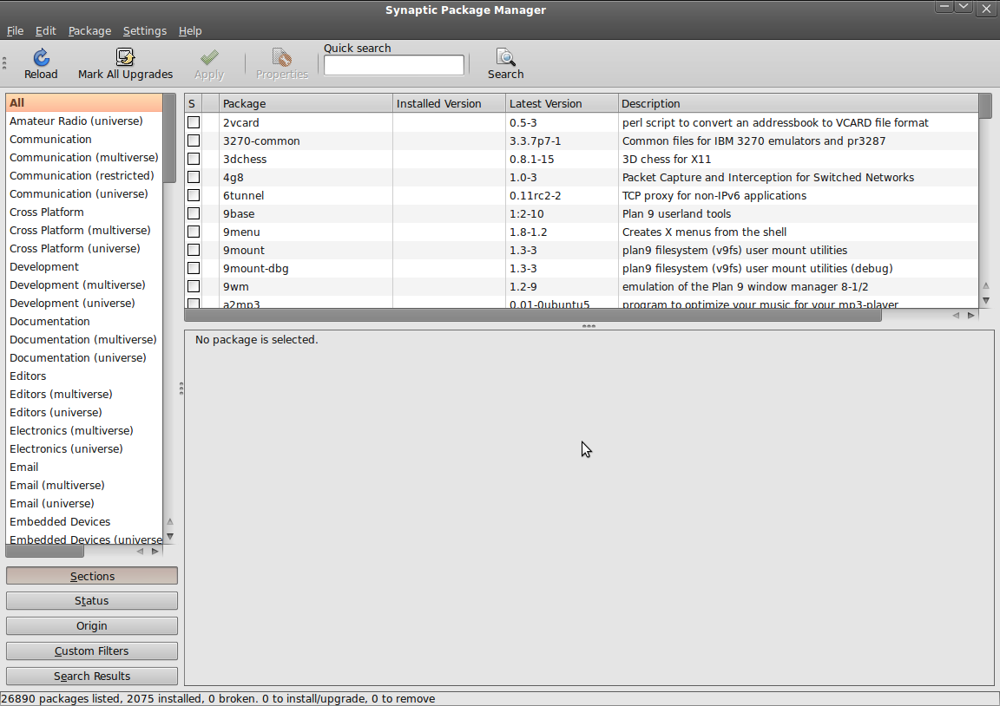 Synaptic Package Manager
File Edit Package Settings Help
Reload Mark All Upgrades Apply Properties Quick search Search
All
Amateur Radio (universe)
Communication
Communication (multiverse)
Communication (restricted)
Communication (universe)
Cross Platform
Cross Platform (multiverse)
Cross Platform (universe)
Development
Development (multiverse)
Development (universe)
Documentation
Documentation (multiverse)
Documentation (universe)
Editors
Editors (multiverse)
Editors (universe)
Electronics (multiverse)
Electronics (universe)
Email
Email (multiverse)
Email (universe)
Embedded Devices
Embedded Devices (universe
Sections
Status
Origin
Custom Filters
Search Results
S Package Installed Version Latest Version Description
2vcard 0.5-3 perl script to convert an addressbook to VCARD file format
3270-common 3.3.7p7-1 Common files for IBM 3270 emulators and pr3287
3dchess 0.8.1-15 3D chess for X11
4g8 1.0-3 Packet Capture and Interception for Switched Networks
6tunnel 0.11rc2-2 TCP proxy for non-IPv6 applications
9base 1:2-10 Plan 9 userland tools
9menu 1.8-1.2 Creates X menus from the shell
9mount 1.3-3 plan9 filesystem (v9fs) user mount utilities
9mount-dbg 1.3-3 plan9 filesystem (v9fs) user mount utilities (debug)
9wm 1.2-9 emulation of the Plan 9 window manager 8-1/2
a2mp3 0.01-0ubuntu5 program to optimize your music for your mp3-player
No package is selected.
26890 packages listed, 2075 installed, 0 broken. 0 to install/upgrade, 0 to remove